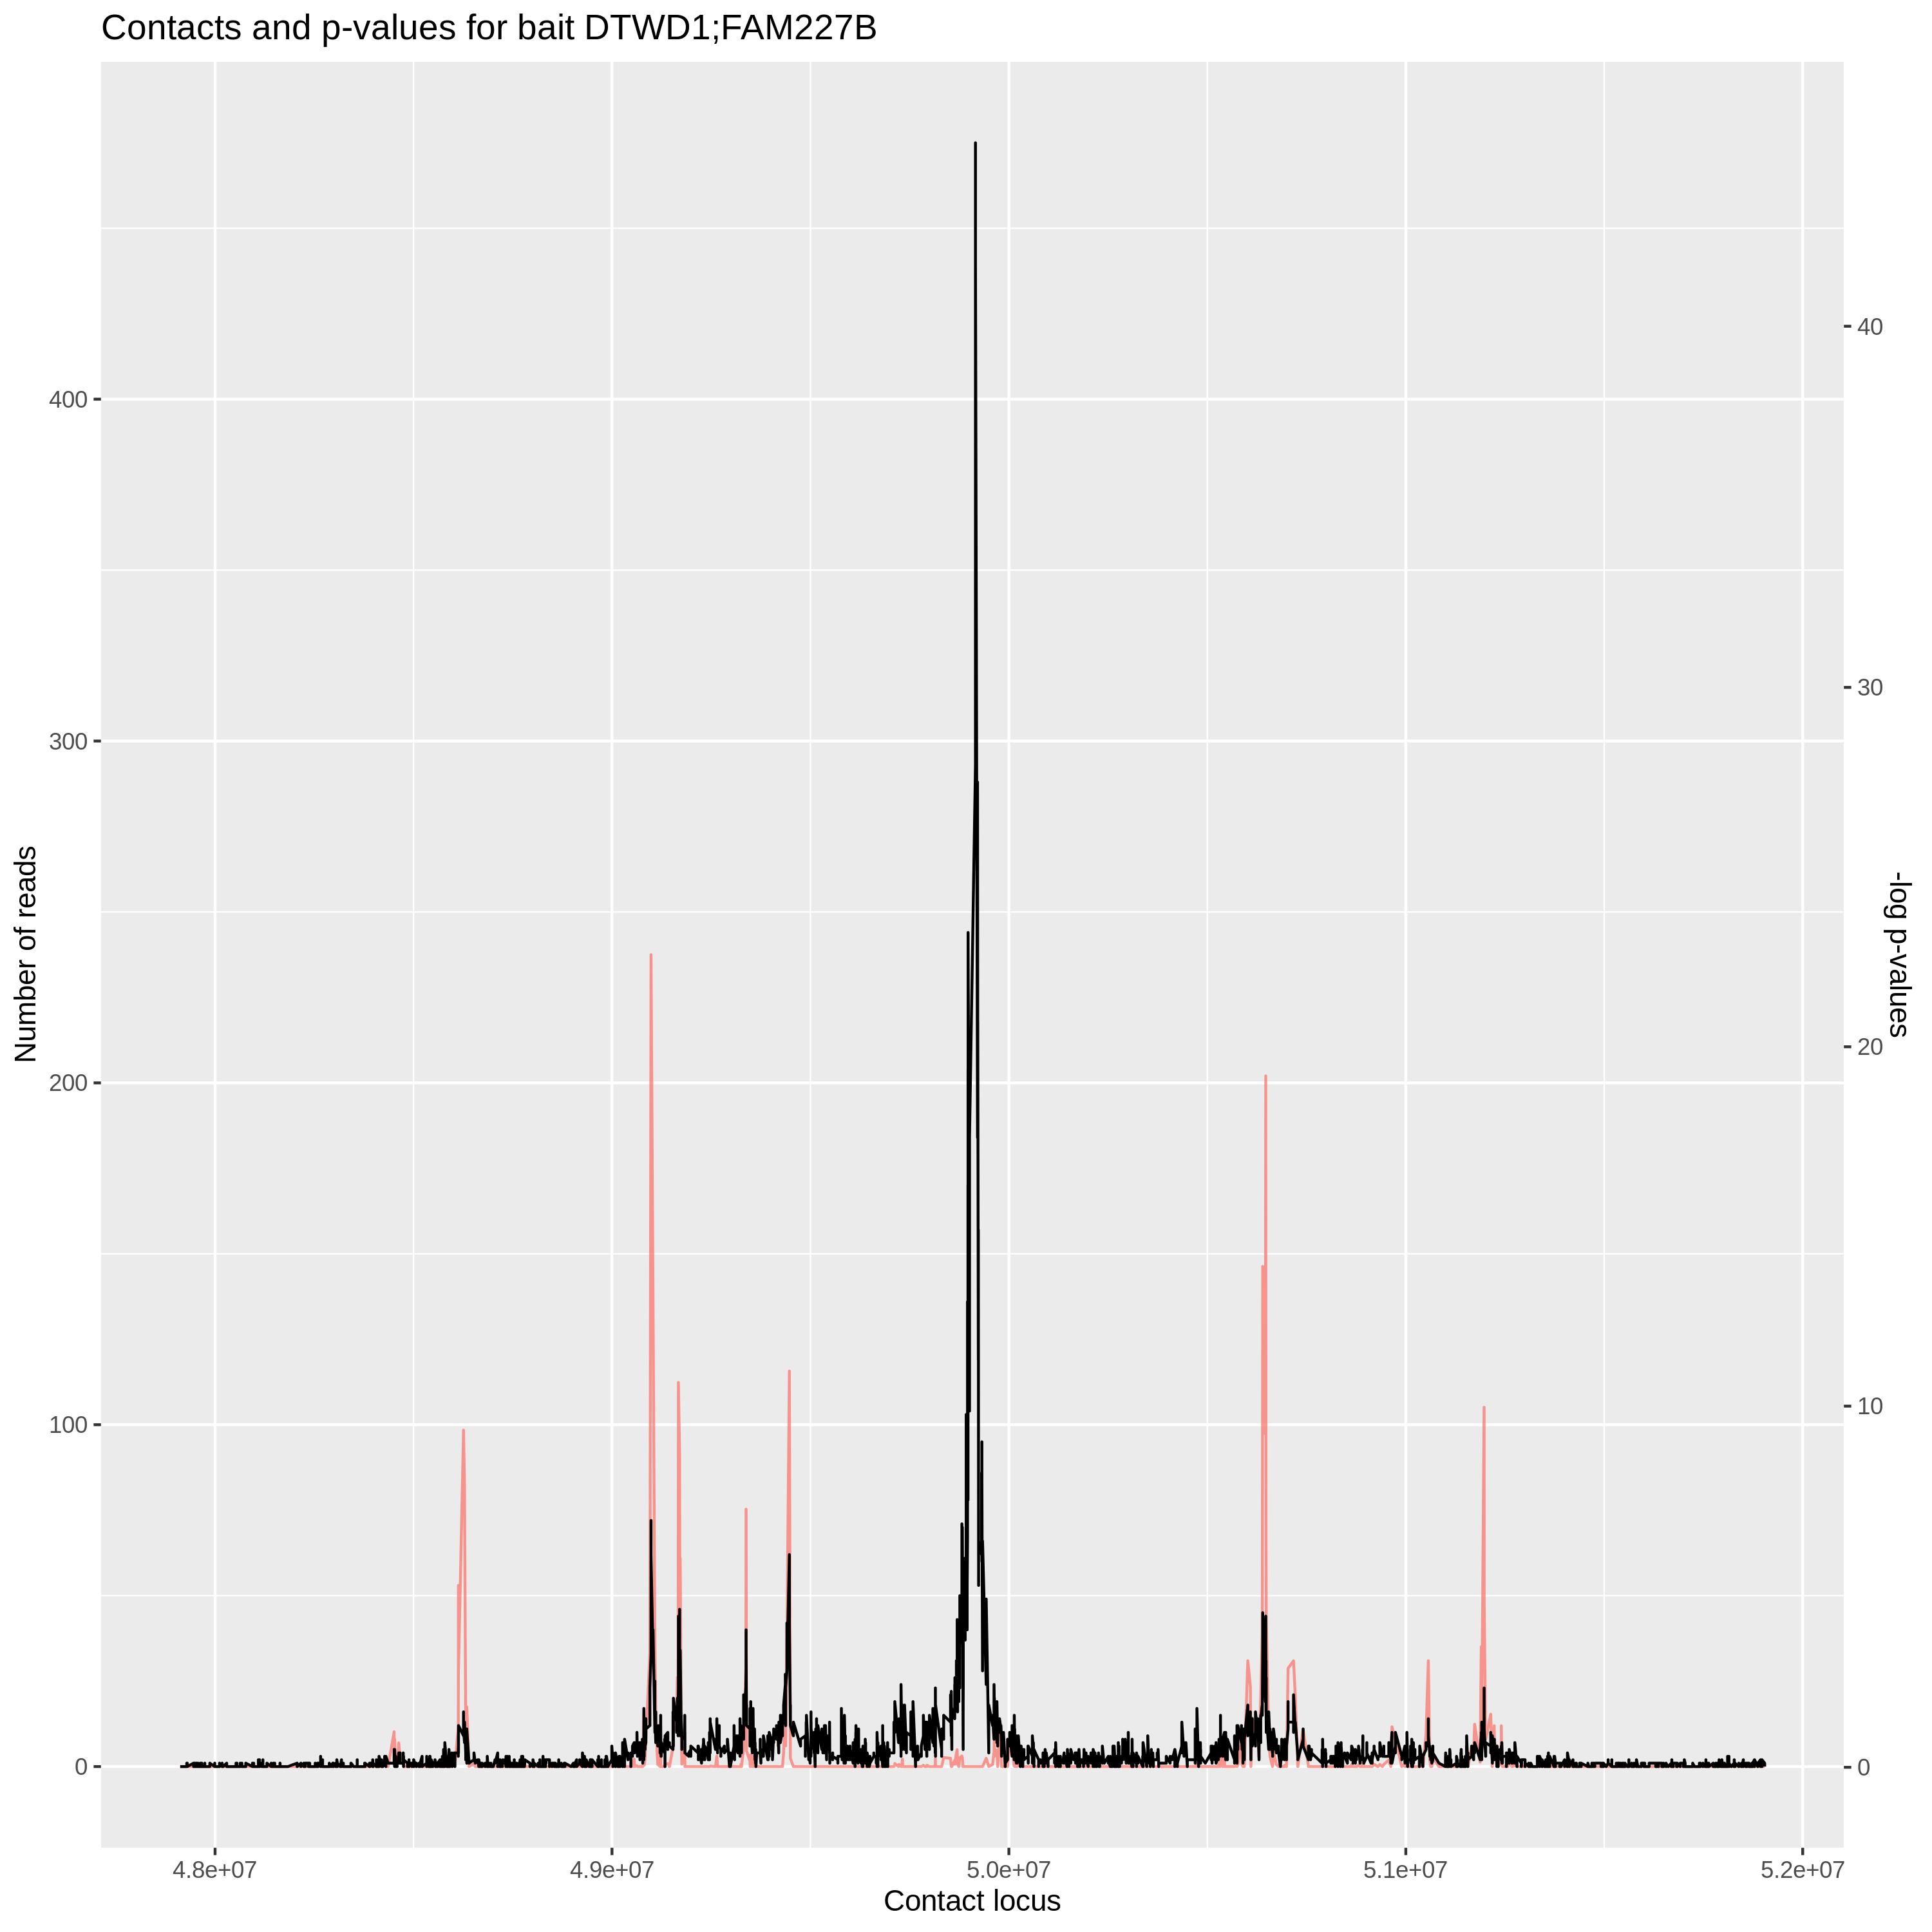 Contacts and p-values for bait DTWD1;FAM227B
Number of reads
400
300
200
100
0
40
30
20
10
0
-log p-values
4.8e+07
4.9e+07
5.0e+07
5.1e+07
5.2e+07
Contact locus